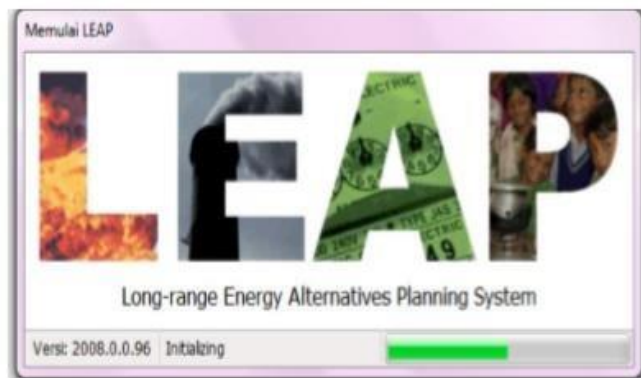 Memulai LEAP
LEAP
Long-range Energy Alternatives Planning System
Versi: 2008.0.0.96 Initializing